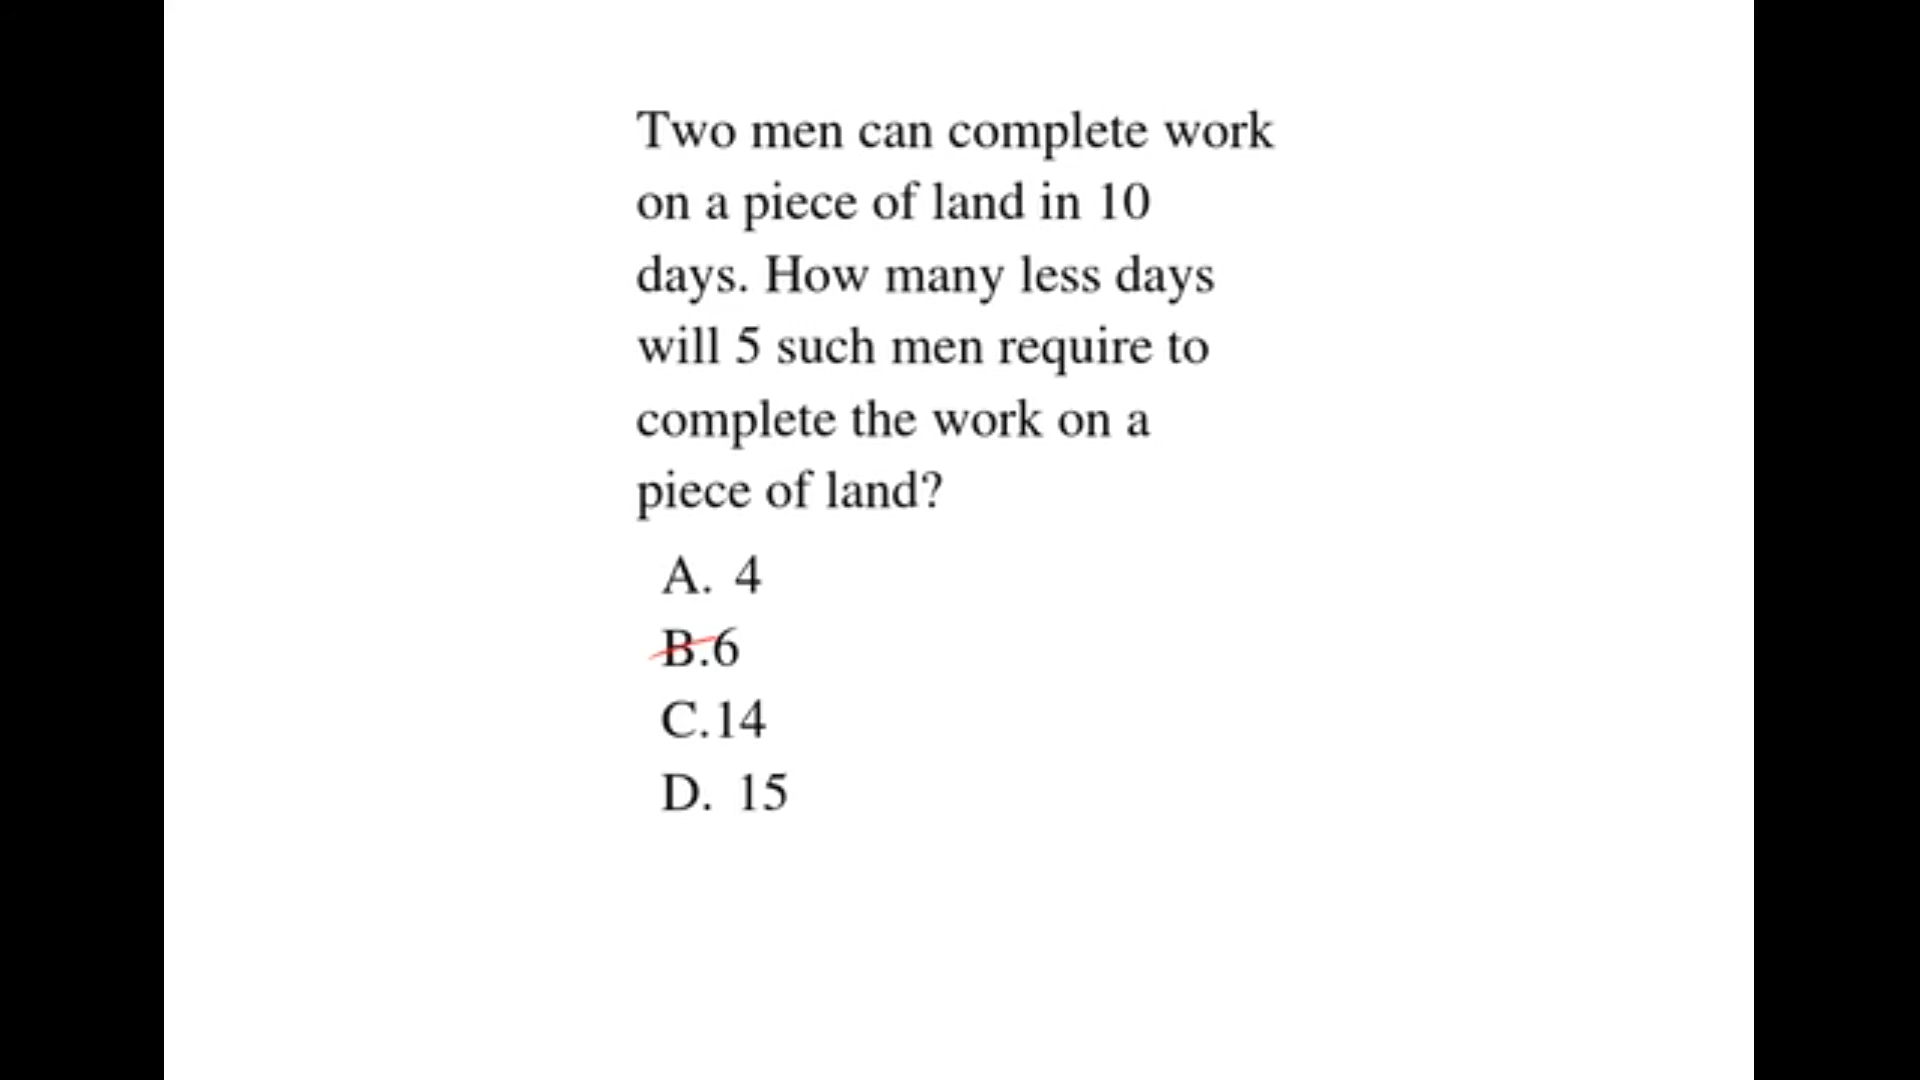 Two men can complete work
on a piece of land in 10
days. How many less days
will 5 such men require to
complete the work on a
piece of land?
A. 4
B.6
C.14
D. 15